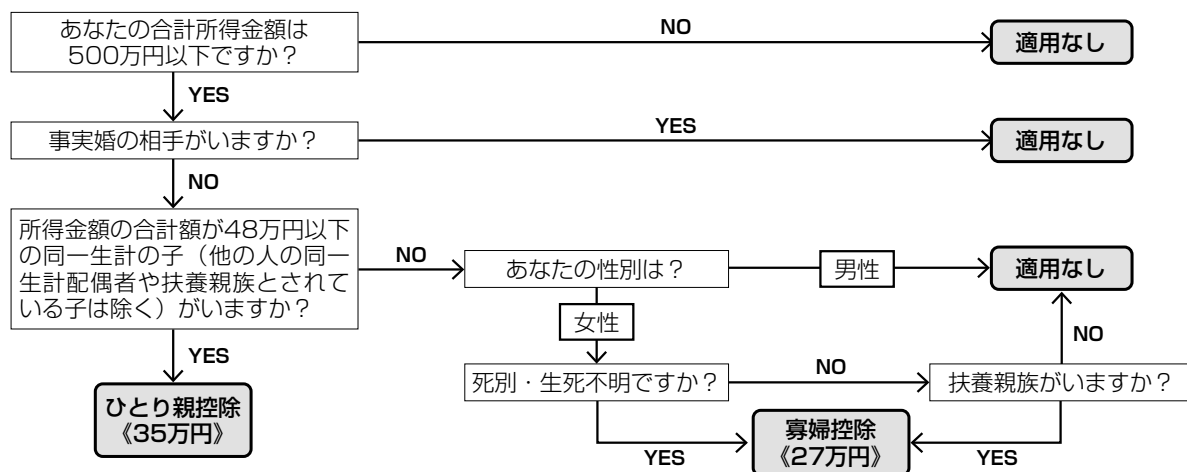 あなたの合計所得金額は
500万円以下ですか？
NO
適用なし
YES
事実婚の相手がいますか？
YES
適用なし
NO
所得金額の合計額が48万円以下
の同一生計の子（他の人の同一
生計配偶者や扶養親族とされて
いる子は除く）がいますか？
NO
あなたの性別は？
男性
適用なし
女性
NO
YES
死別・生死不明ですか？
NO
扶養親族がいますか？
ひとり親控除
《35万円》
YES
寡婦控除
《27万円》
YES